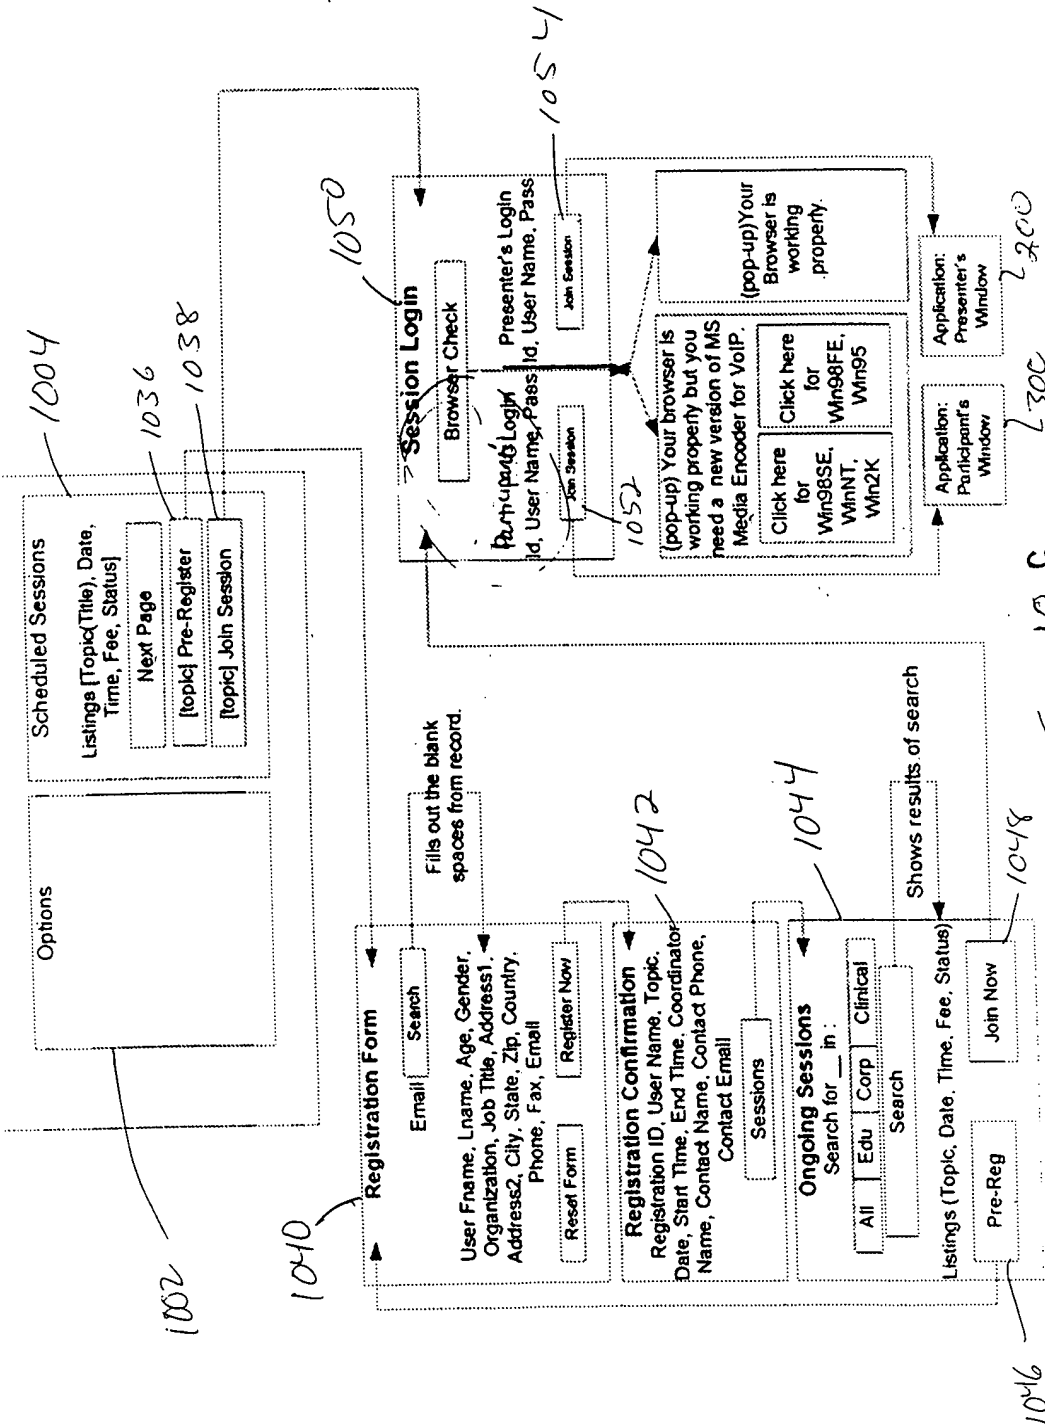 1002
Options
1004
Scheduled Sessions
Listings [Topic(Title), Date,
Time, Fee, Status]
Next Page
[topic] Pre-Register
1036
[topic] Join Session
1038
1040
Registration Form
Email
Search
Fills out the blank
spaces from record.
User Fname, Lname, Age, Gender,
Organization, Job Title, Address1,
Address2, City, State, Zip, Country,
Phone, Fax, Email
Reset Form
Register Now
1042
Registration Confirmation
Registration ID, User Name, Topic,
Date, Start Time, End Time, Coordinator
Name, Contact Name, Contact Phone,
Contact Email
Sessions
1044
Ongoing Sessions
Search for __ in :
All
Edu
Corp
Clinical
Search
Shows results of search
Listings (Topic, Date, Time, Fee, Status)
Pre-Reg
Join Now
1046
1048
1050
Session Login
Browser Check
Participants Login
Id, User Name, Pass
Join Session
1052
Presenter's Login
Id, User Name, Pass
Join Session
1054
(pop-up) Your browser is
working property but you
need a new version of MS
Media Encoder for VoIP.
Click here
for
Win98SE,
WinNT,
Win2K
Click here
for
Win98FE,
Win95
(pop-up) Your
Browser is
working
property.
Application:
Participant's
Window
300
Application:
Presenter's
Window
200